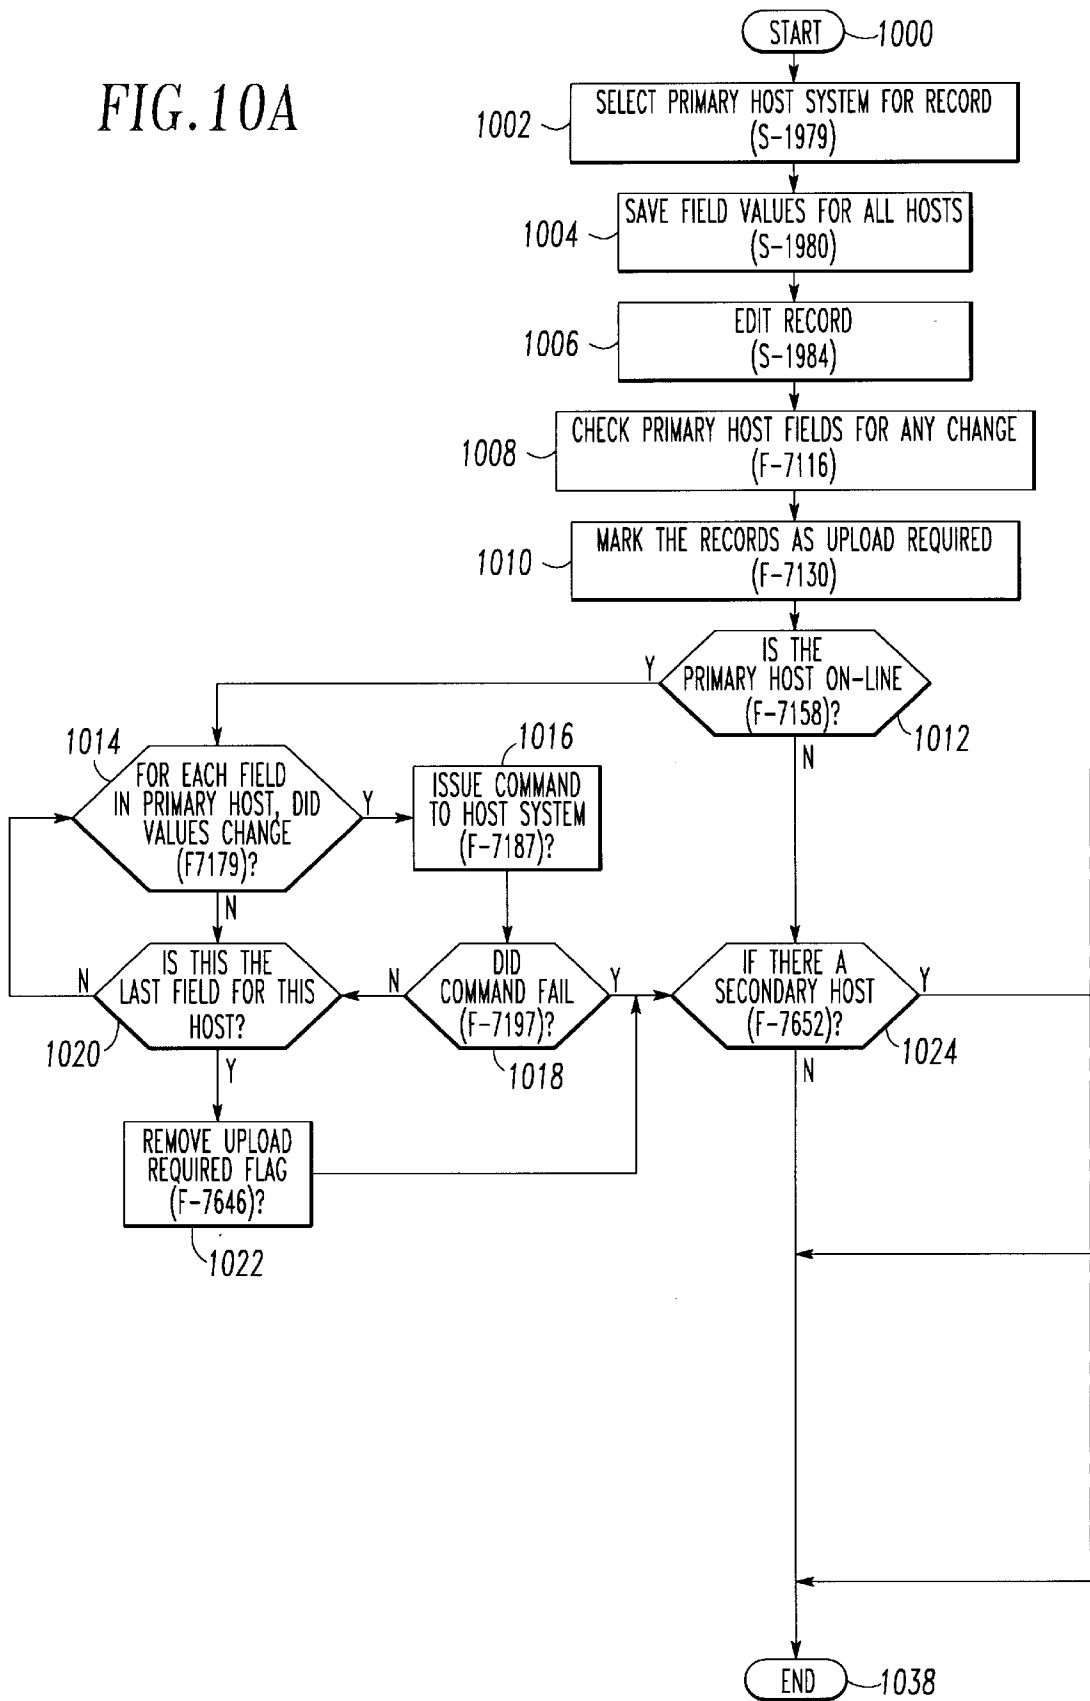 FIG. 10A
START
1000
SELECT PRIMARY HOST SYSTEM FOR RECORD
(S-1979)
1002
SAVE FIELD VALUES FOR ALL HOSTS
(S-1980)
1004
EDIT RECORD
(S-1984)
1006
CHECK PRIMARY HOST FIELDS FOR ANY CHANGE
(F-7116)
1008
MARK THE RECORDS AS UPLOAD REQUIRED
(F-7130)
1010
IS THE
PRIMARY HOST ON-LINE
(F-7158)?
1012
Y
N
1014
FOR EACH FIELD
IN PRIMARY HOST, DID
VALUES CHANGE
(F7179)?
Y
N
1016
ISSUE COMMAND
TO HOST SYSTEM
(F-7187)?
IS THIS THE
LAST FIELD FOR THIS
HOST?
1020
N
Y
DID
COMMAND FAIL
(F-7197)?
1018
N
Y
IF THERE A
SECONDARY HOST
(F-7652)?
1024
Y
N
REMOVE UPLOAD
REQUIRED FLAG
(F-7646)?
1022
END
1038